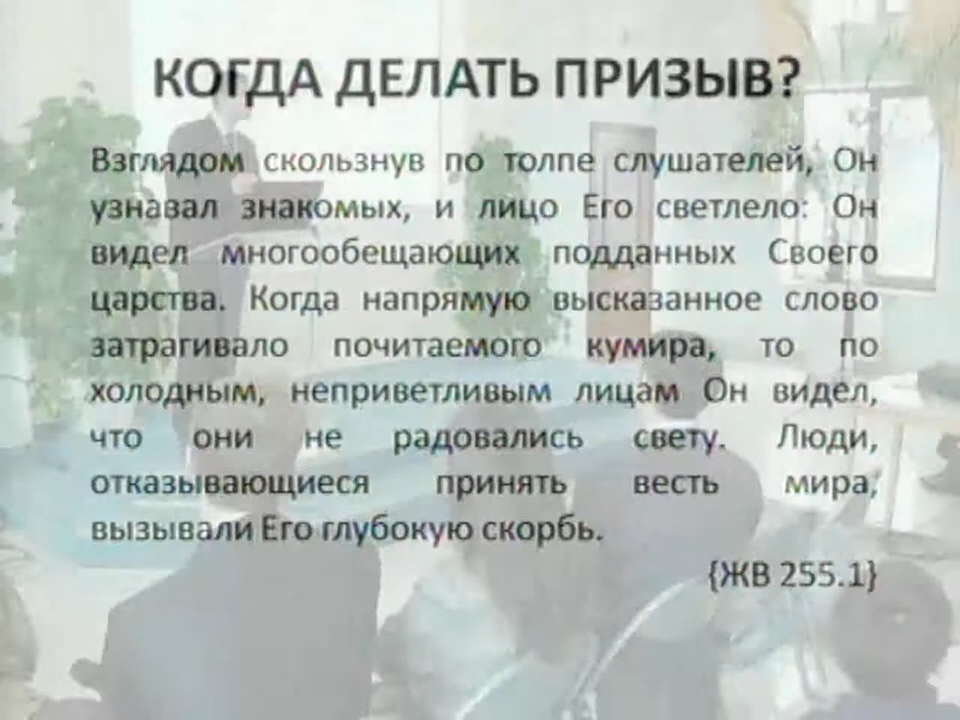 КОГДА ДЕЛАТЬ ПРИЗЫВ?
Взглядом скользнув по толпе слушателей, Он
узнавал знакомых, и лицо Его светлело: Он
видел многообещающих подданных Своего
царства. Когда напрямую высказанное слово
затрагивало почитаемого кумира, то по
холодным, неприветливым лицам Он видел,
что они не радовались свету. Люди,
отказывающиеся принять весть мира,
вызывали Его глубокую скорбь.
{ЖВ 255.1}